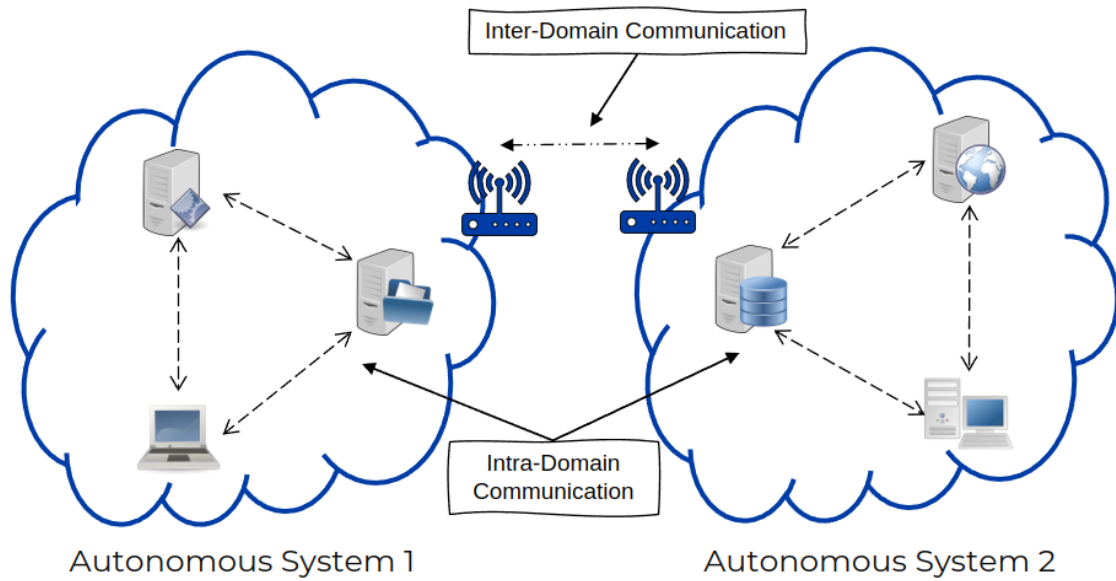 Inter-Domain Communication
Intra-Domain
Communication
Autonomous System 1
Autonomous System 2